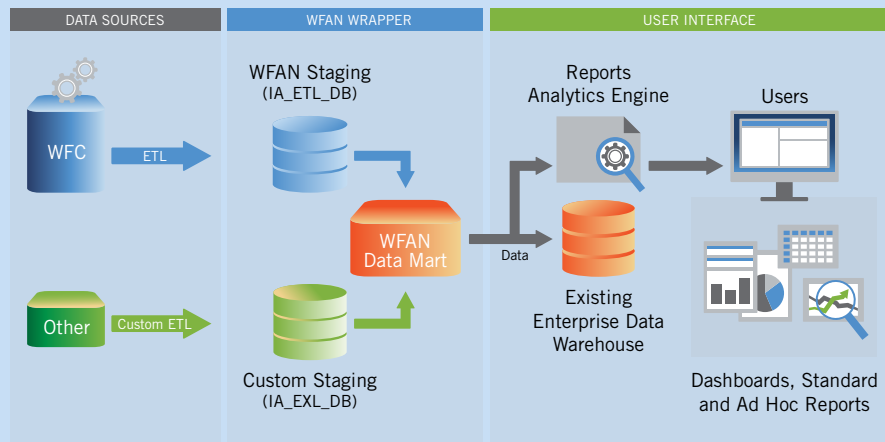 DATA SOURCES
WFAN WRAPPER
USER INTERFACE
WFC
ETL
Other
Custom ETL
WFAN Staging
(IA_ETL_DB)
WFAN
Data Mart
Custom Staging
(IA_EXL_DB)
Data
Reports
Analytics Engine
Existing
Enterprise Data
Warehouse
Users
Dashboards, Standard
and Ad Hoc Reports